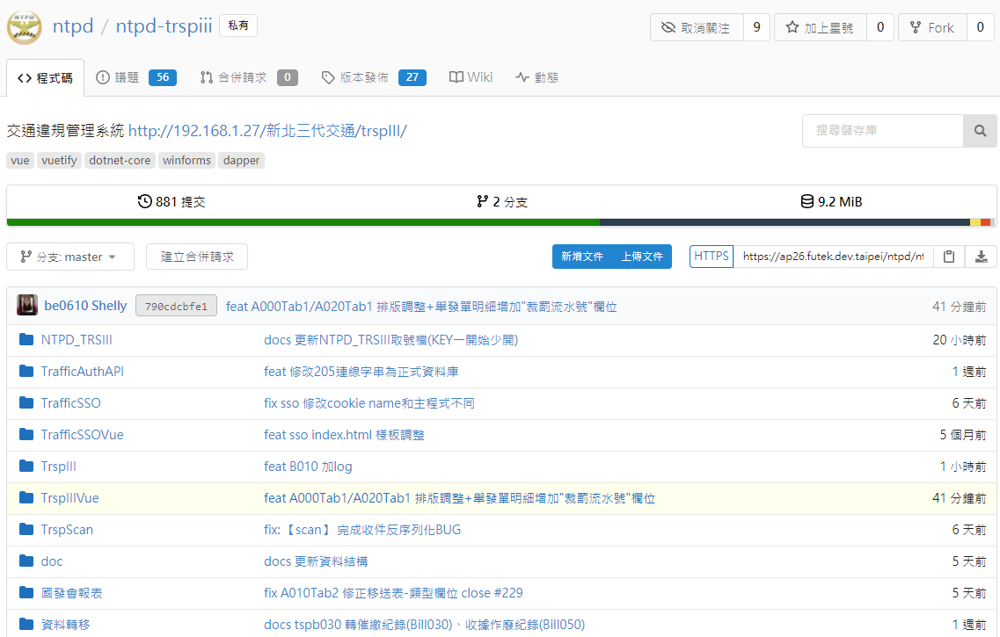 NTPD
ntpd / ntpd-trspiii 私有 取消關注 9 加上星號 0 Fork 0
程式碼 議題 56 合併請求 0 版本發佈 27 Wiki 動態
交通違規管理系統 http://192.168.1.27/新北三代交通/trspIII/ 搜尋儲存庫
vue vuetify dotnet-core winforms dapper
881 提交 2 分支 9.2 MiB
分支: master 建立合併請求 新增文件 上傳文件 HTTPS https://ap26.futek.dev.taipei/ntpd/nt
be0610 Shelly 790cdcbfe1 feat A000Tab1/A020Tab1 排版調整+舉發單明細增加"裁罰流水號"欄位 41 分鐘前
NTPD_TRSIII docs 更新NTPD_TRSIII取號檔(KEY一開始少開) 20 小時前
TrafficAuthAPI feat 修改205連線字串為正式資料庫 1 週前
TrafficSSO fix sso 修改cookie name和主程式不同 6 天前
TrafficSSOVue feat sso index.html 樣板調整 5 個月前
TrspIII feat B010 加log 1 小時前
TrspIIIVue feat A000Tab1/A020Tab1 排版調整+舉發單明細增加"裁罰流水號"欄位 41 分鐘前
TrspScan fix:【scan】 完成收件反序列化BUG 6 天前
doc docs 更新資料結構 5 天前
國發會報表 fix A010Tab2 修正移送表-類型欄位 close #229 5 天前
資料轉移 docs tspb030 轉催繳紀錄(Bill030)、收據作廢紀錄(Bill050) 1 週前